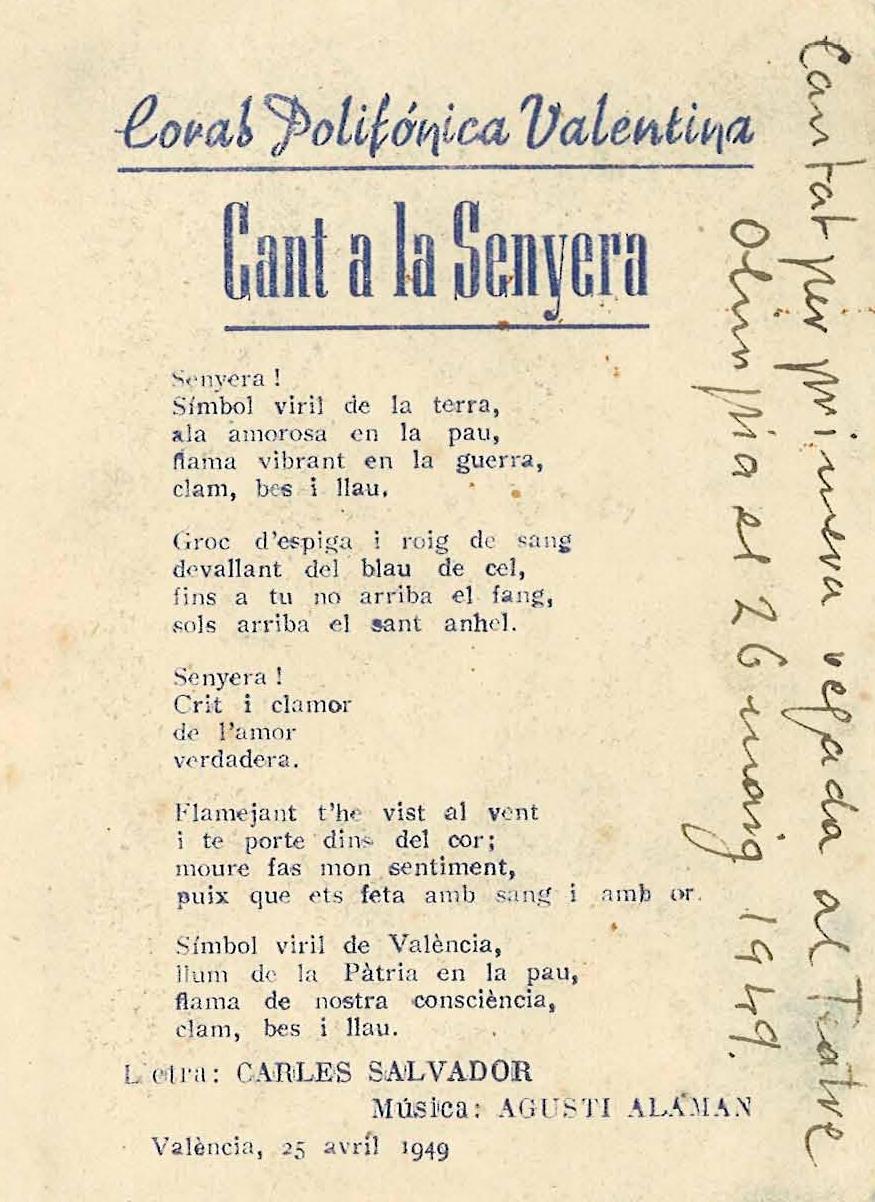 Coral Polifónica Valentina
Cant a la Senyera
Senyera !
Símbol viril de la terra,
ala amorosa en la pau,
flama vibrant en la guerra,
clam, bes i llau.
Groc d'espiga i roig de sang
devallant del blau de cel,
fins a tu no arriba el fang,
sols arriba el sant anhel.
Senyera !
Crit i clamor
de l'amor
verdadera.
Flamejant t'he vist al vent
i te porte dins del cor;
moure fas mon sentiment,
puix que ets feta amb sang i amb or.
Símbol viril de València,
llum de la Pàtria en la pau,
flama de nostra consciència,
clam, bes i llau.
Lletra: CARLES SALVADOR
Música: AGUSTI ALAMAN
València, 25 avril 1949
Cantat per primera vegada al Teatre
Olimpia el 26 maig 1949.